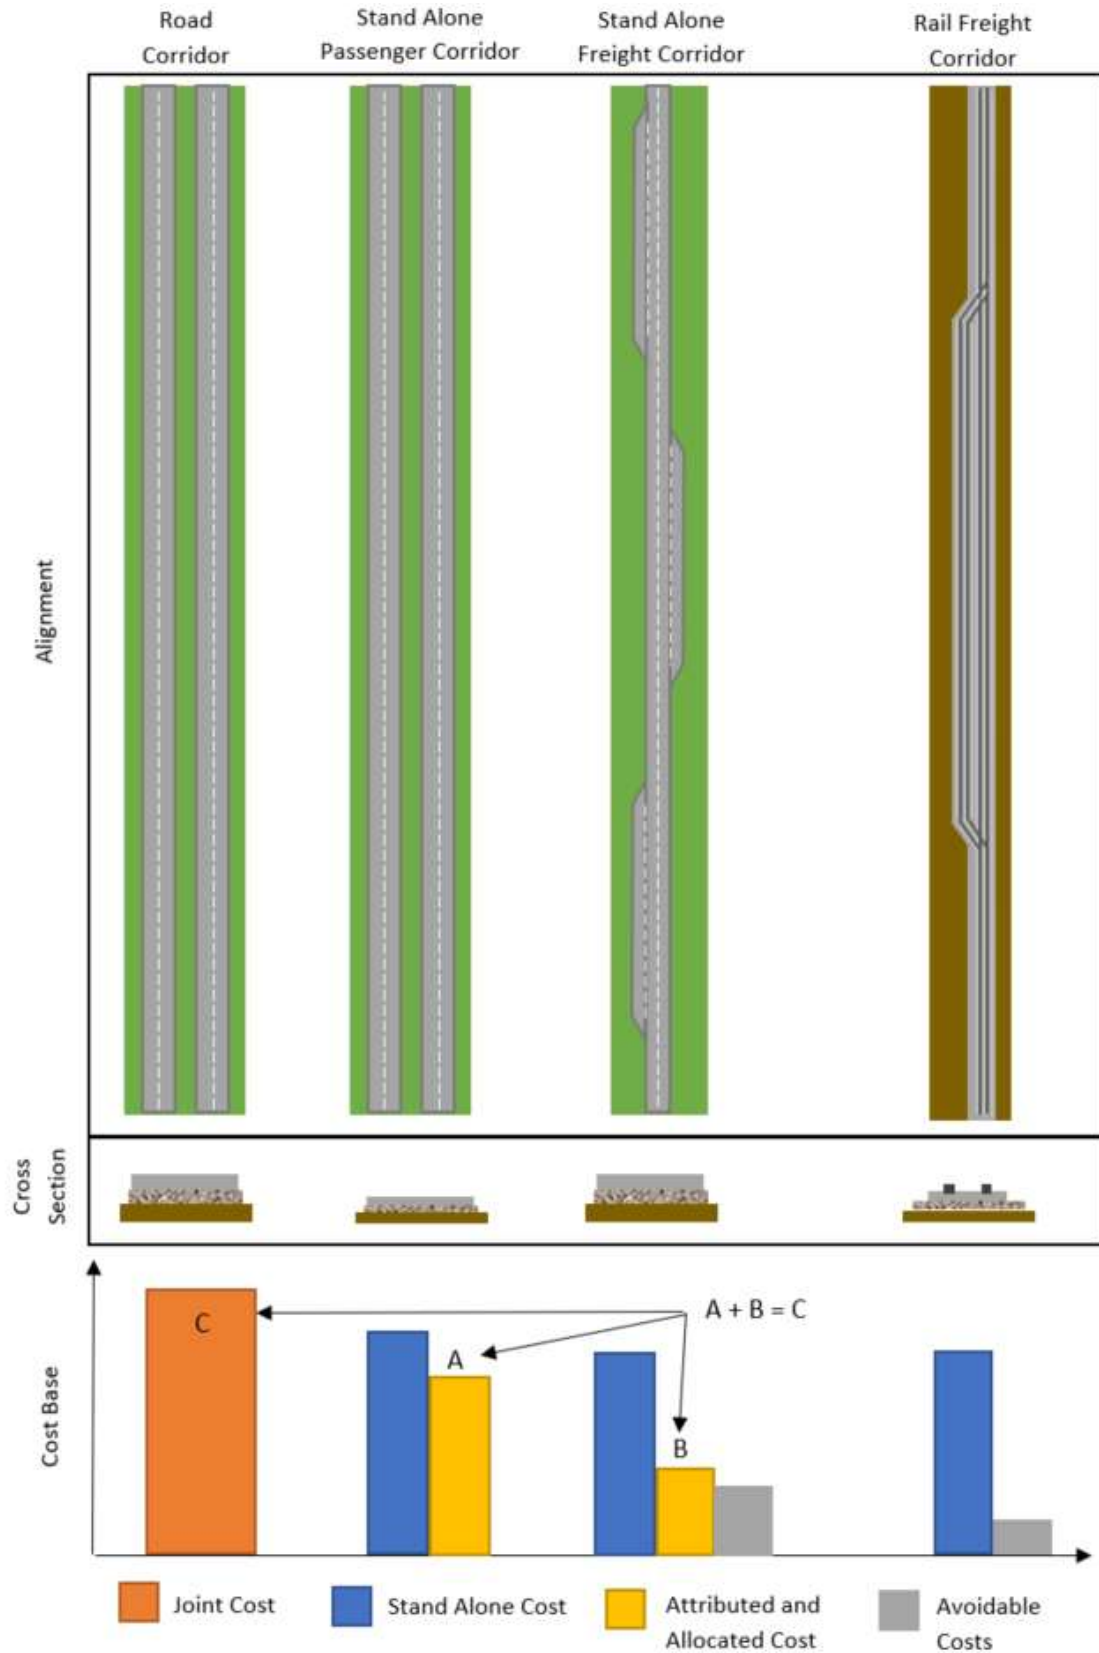 Road
Corridor
Stand Alone
Passenger Corridor
Stand Alone
Freight Corridor
Rail Freight
Corridor
Alignment
Cross
Section
Cost Base
C
A
B
A + B = C
Joint Cost
Stand Alone Cost
Attributed and
Allocated Cost
Avoidable
Costs